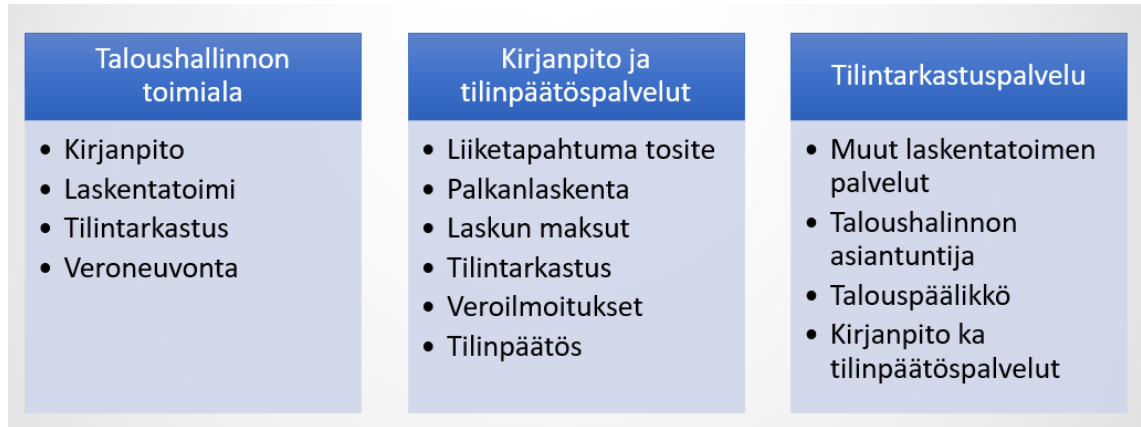 Taloushallinnon
toimiala
• Kirjanpito
• Laskentatoimi
• Tilintarkastus
• Veroneuvonta
Kirjanpito ja
tilinpäätöspalvelut
• Liiketapahtuma tosite
• Palkanlaskenta
• Laskun maksut
• Tilintarkastus
• Veroilmoitukset
• Tilinpäätös
Tilintarkastuspalvelu
• Muut laskentatoimen
palvelut
• Taloushalinnon
asiantuntija
• Talouspäälikkö
• Kirjanpito ka
tilinpäätöspalvelut